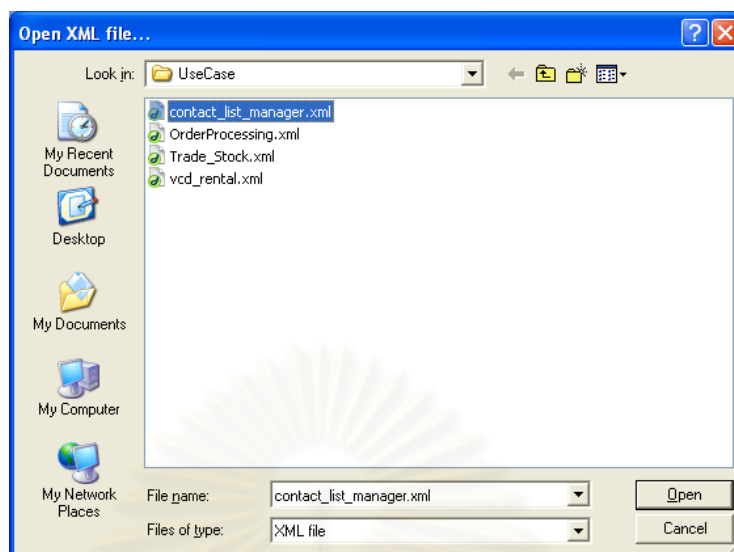 Open XML file...
Look in: UseCase
contact_list_manager.xml
OrderProcessing.xml
Trade_Stock.xml
vcd_rental.xml
My Recent
Documents
Desktop
My Documents
My Computer
My Network
Places
File name: contact_list_manager.xml Open
Files of type: XML file Cancel